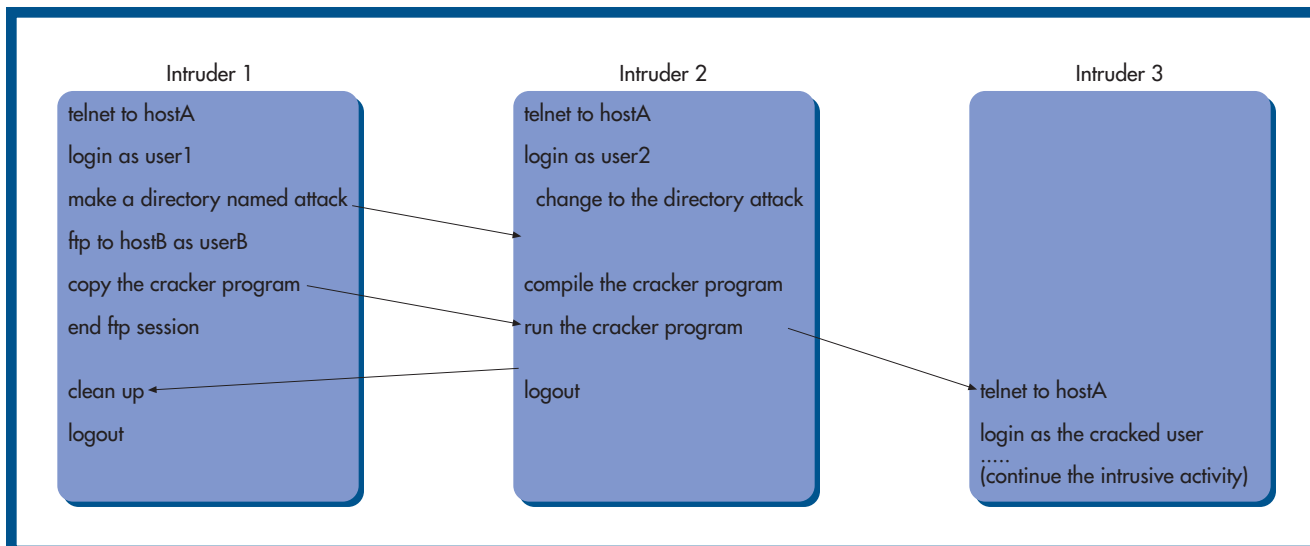 Intruder 1
telnet to hostA
login as user1
make a directory named attack
ftp to hostB as userB
copy the cracker program
end ftp session
clean up
logout
Intruder 2
telnet to hostA
login as user2
change to the directory attack
compile the cracker program
run the cracker program
logout
Intruder 3
telnet to hostA
login as the cracked user
.....
(continue the intrusive activity)